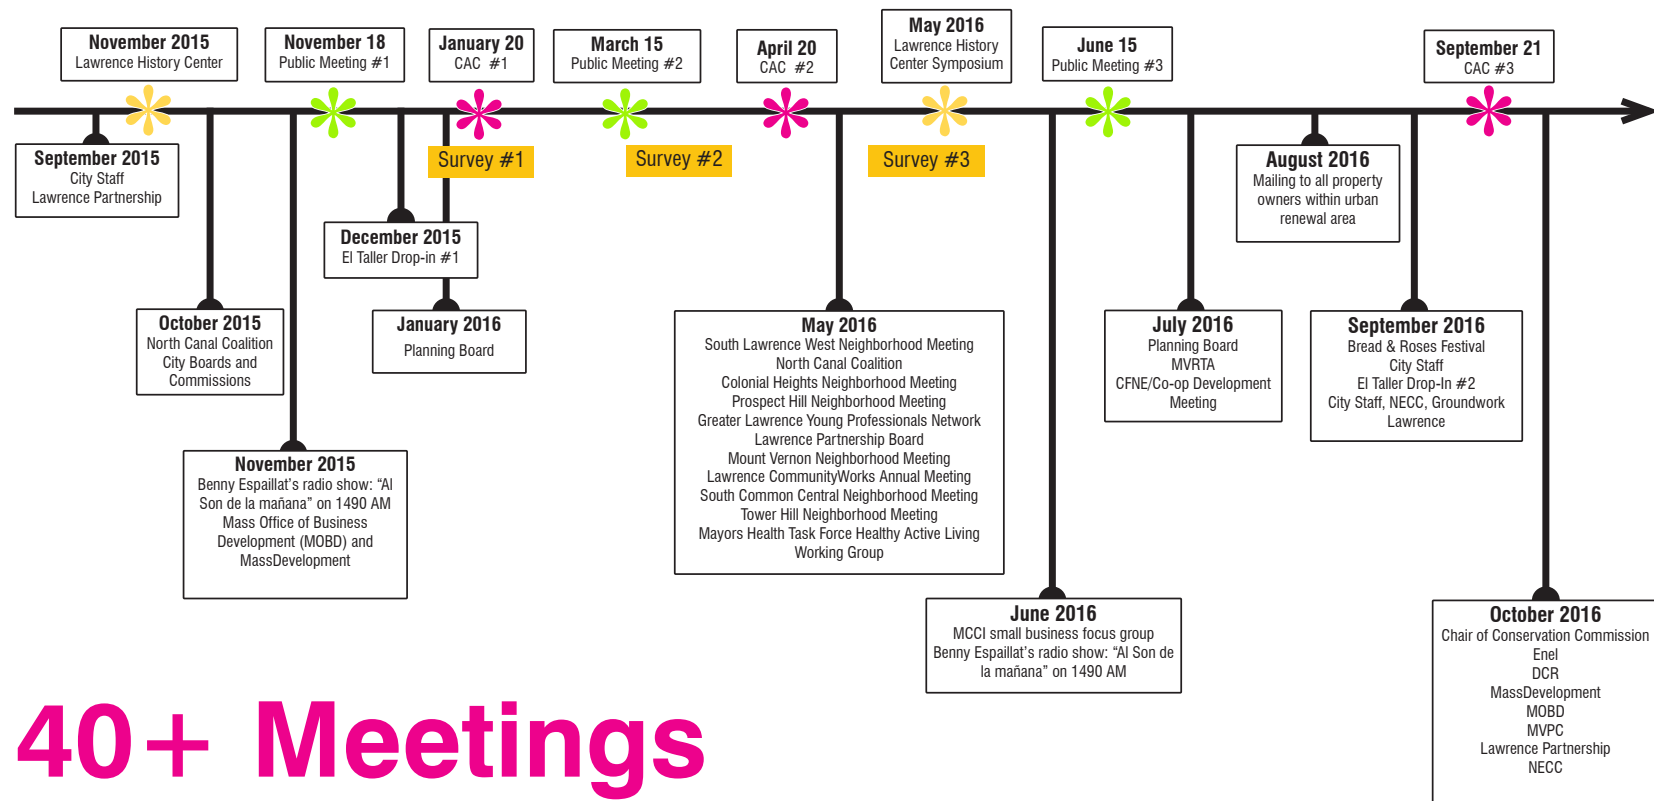 November 2015
Lawrence History Center
November 18
Public Meeting #1
January 20
CAC #1
March 15
Public Meeting #2
April 20
CAC #2
May 2016
Lawrence History
Center Symposium
June 15
Public Meeting #3
September 21
CAC #3
Survey #1
Survey #2
Survey #3
September 2015
City Staff
Lawrence Partnership
August 2016
Mailing to all property
owners within urban
renewal area
December 2015
El Taller Drop-in #1
October 2015
North Canal Coalition
City Boards and
Commissions
January 2016
Planning Board
May 2016
South Lawrence West Neighborhood Meeting
North Canal Coalition
Colonial Heights Neighborhood Meeting
Prospect Hill Neighborhood Meeting
Greater Lawrence Young Professionals Network
Lawrence Partnership Board
Mount Vernon Neighborhood Meeting
Lawrence CommunityWorks Annual Meeting
South Common Central Neighborhood Meeting
Tower Hill Neighborhood Meeting
Mayors Health Task Force Healthy Active Living
Working Group
July 2016
Planning Board
MVRTA
CFNE/Co-op Development
Meeting
September 2016
Bread & Roses Festival
City Staff
El Taller Drop-In #2
City Staff, NECC, Groundwork
Lawrence
November 2015
Benny Espaillat’s radio show: “Al
Son de la mañana” on 1490 AM
Mass Office of Business
Development (MOBD) and
MassDevelopment
June 2016
MCCI small business focus group
Benny Espaillat’s radio show: “Al Son de
la mañana” on 1490 AM
October 2016
Chair of Conservation Commission
Enel
DCR
MassDevelopment
MOBD
MVPC
Lawrence Partnership
NECC
40+ Meetings